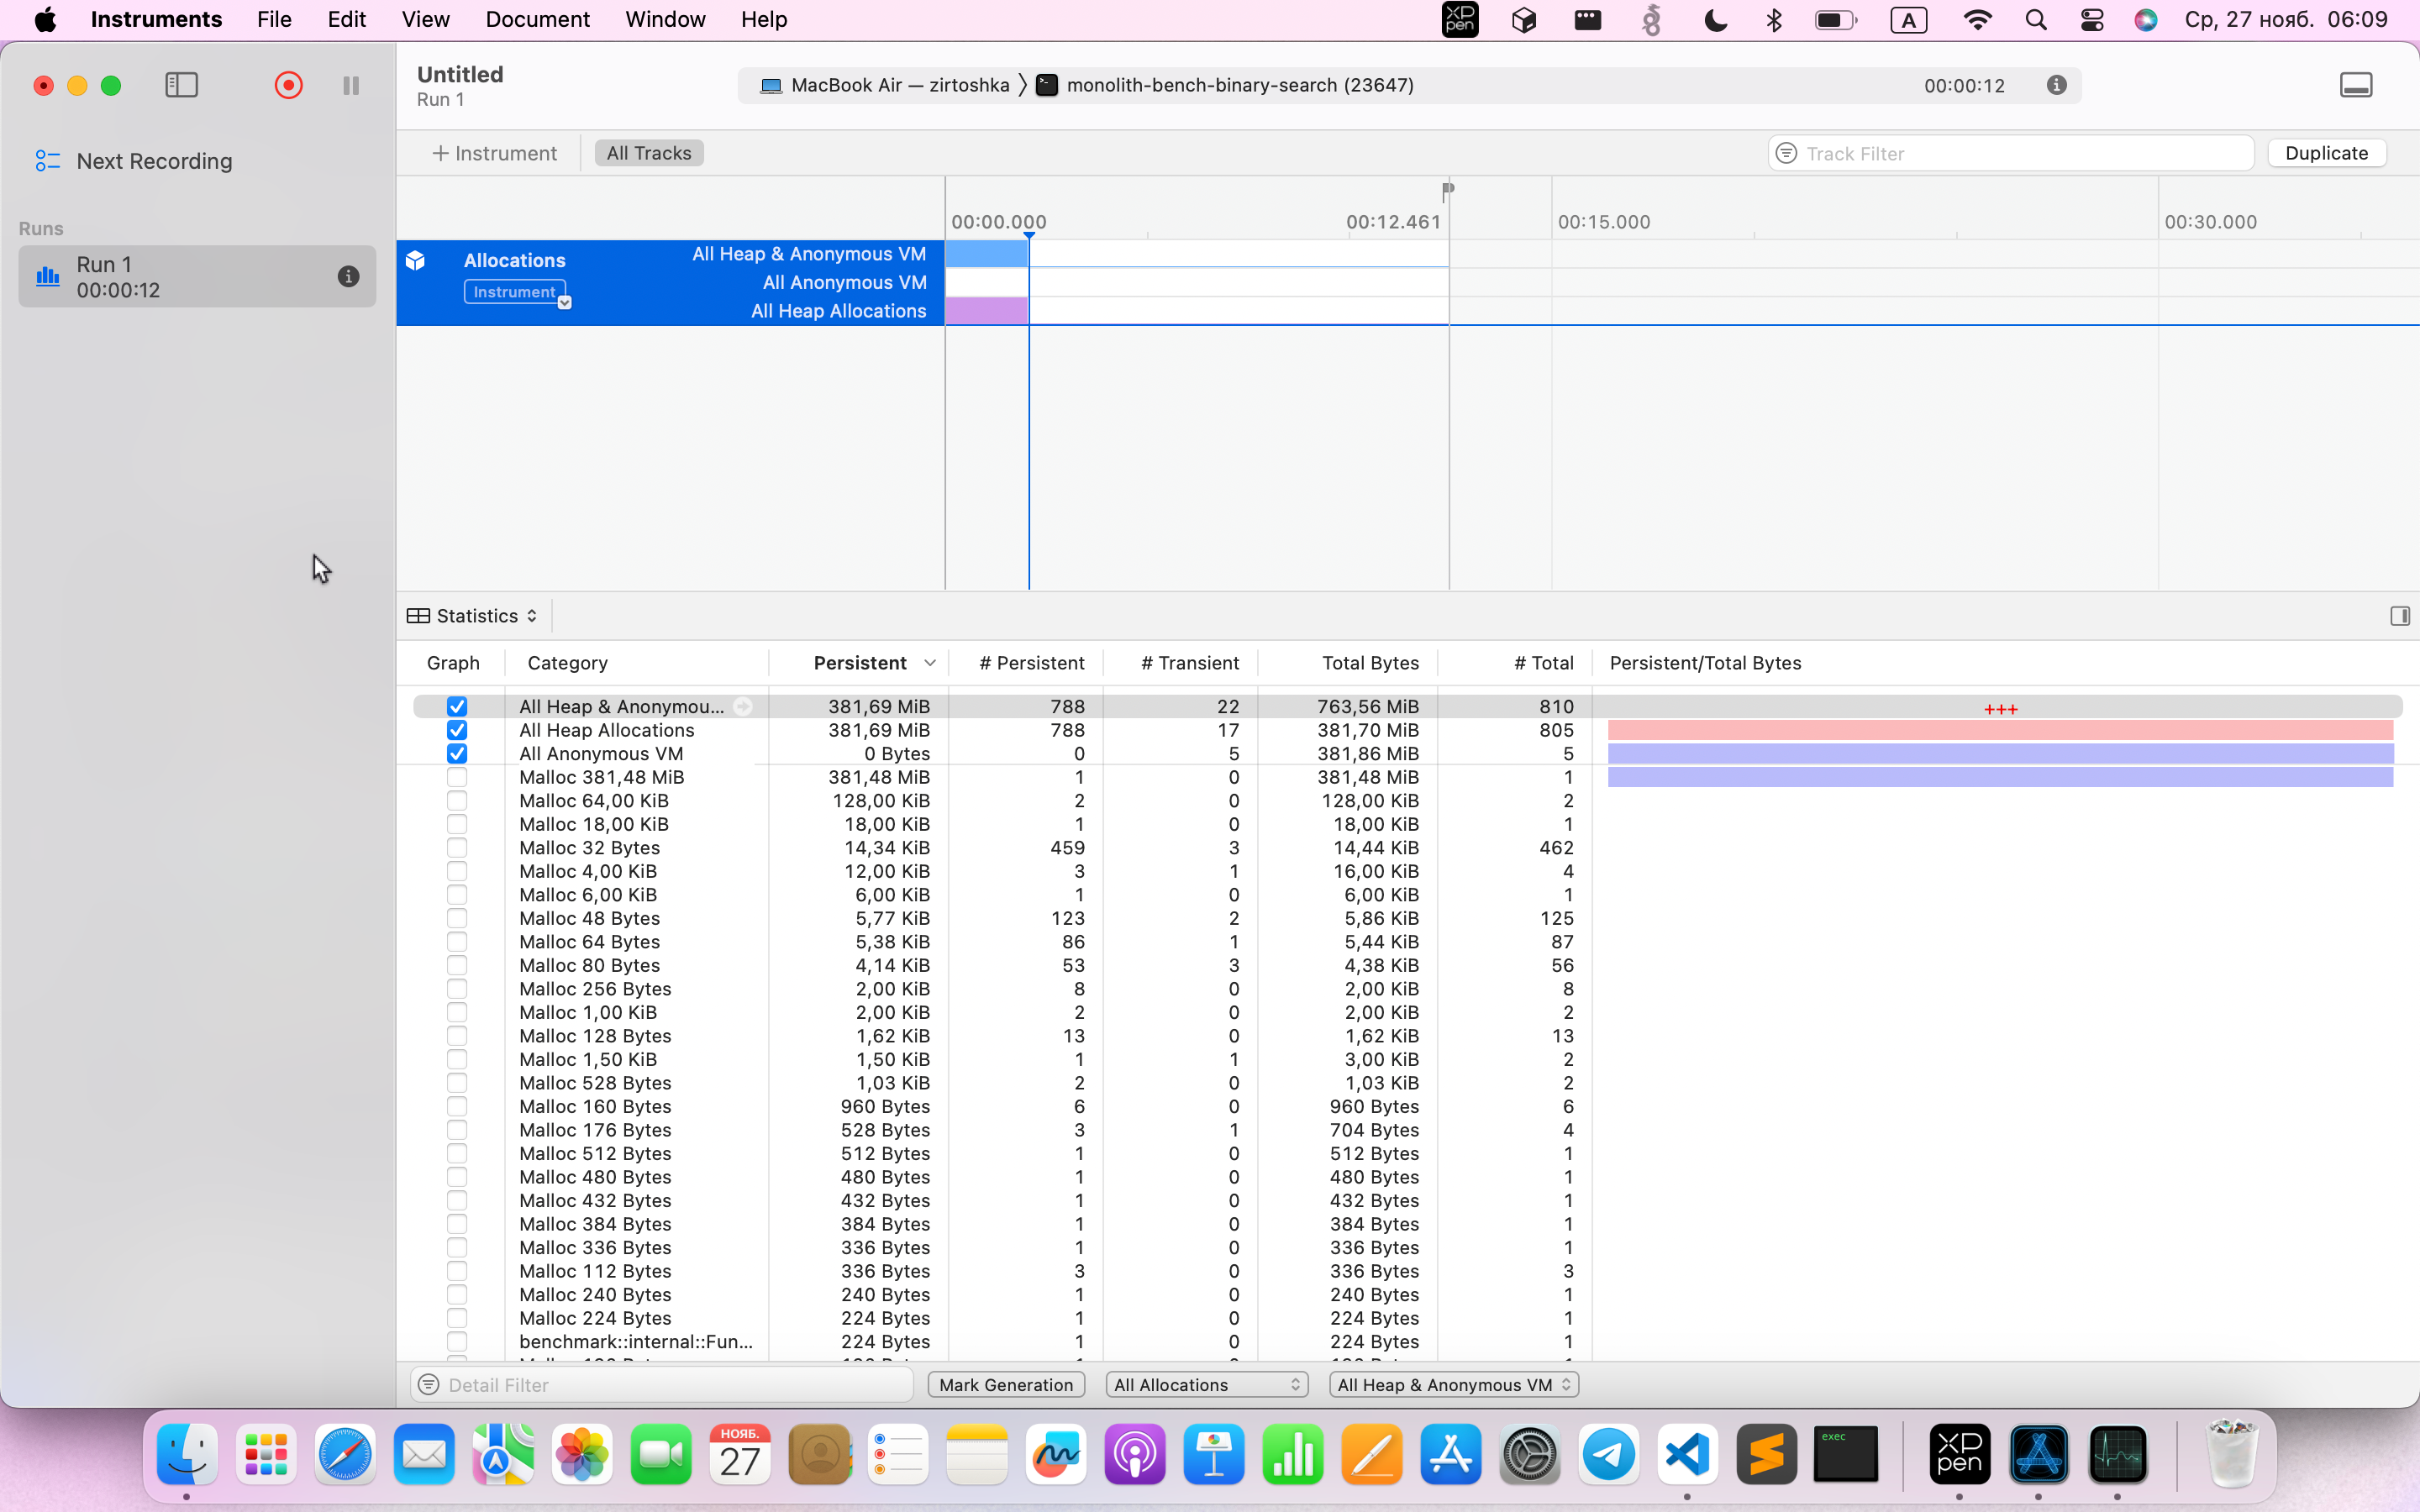 Instruments File Edit View Document Window Help XP pen A Ср, 27 нояб. 06:09
Untitled
Run 1
MacBook Air — zirtoshka 〉 monolith-bench-binary-search (23647) 00:00:12
Next Recording
Runs
Run 1
00:00:12
+ Instrument All Tracks Track Filter Duplicate
00:00.000 00:12.461 00:15.000 00:30.000
Allocations
Instrument
All Heap & Anonymous VM
All Anonymous VM
All Heap Allocations
Statistics
Graph Category Persistent # Persistent # Transient Total Bytes # Total Persistent/Total Bytes
All Heap & Anonymou... 381,69 MiB 788 22 763,56 MiB 810 +++
All Heap Allocations 381,69 MiB 788 17 381,70 MiB 805
All Anonymous VM 0 Bytes 0 5 381,86 MiB 5
Malloc 381,48 MiB 381,48 MiB 1 0 381,48 MiB 1
Malloc 64,00 KiB 128,00 KiB 2 0 128,00 KiB 2
Malloc 18,00 KiB 18,00 KiB 1 0 18,00 KiB 1
Malloc 32 Bytes 14,34 KiB 459 3 14,44 KiB 462
Malloc 4,00 KiB 12,00 KiB 3 1 16,00 KiB 4
Malloc 6,00 KiB 6,00 KiB 1 0 6,00 KiB 1
Malloc 48 Bytes 5,77 KiB 123 2 5,86 KiB 125
Malloc 64 Bytes 5,38 KiB 86 1 5,44 KiB 87
Malloc 80 Bytes 4,14 KiB 53 3 4,38 KiB 56
Malloc 256 Bytes 2,00 KiB 8 0 2,00 KiB 8
Malloc 1,00 KiB 2,00 KiB 2 0 2,00 KiB 2
Malloc 128 Bytes 1,62 KiB 13 0 1,62 KiB 13
Malloc 1,50 KiB 1,50 KiB 1 1 3,00 KiB 2
Malloc 528 Bytes 1,03 KiB 2 0 1,03 KiB 2
Malloc 160 Bytes 960 Bytes 6 0 960 Bytes 6
Malloc 176 Bytes 528 Bytes 3 1 704 Bytes 4
Malloc 512 Bytes 512 Bytes 1 0 512 Bytes 1
Malloc 480 Bytes 480 Bytes 1 0 480 Bytes 1
Malloc 432 Bytes 432 Bytes 1 0 432 Bytes 1
Malloc 384 Bytes 384 Bytes 1 0 384 Bytes 1
Malloc 336 Bytes 336 Bytes 1 0 336 Bytes 1
Malloc 112 Bytes 336 Bytes 3 0 336 Bytes 3
Malloc 240 Bytes 240 Bytes 1 0 240 Bytes 1
Malloc 224 Bytes 224 Bytes 1 0 224 Bytes 1
benchmark::internal::Fun... 224 Bytes 1 0 224 Bytes 1
Detail Filter Mark Generation All Allocations All Heap & Anonymous VM
НОЯБ.
27
exec
XP
pen